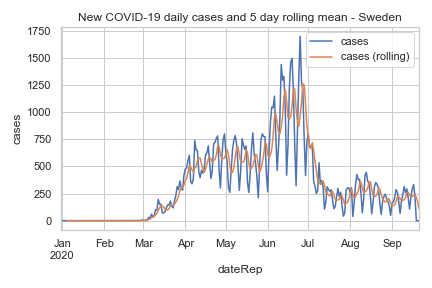 New COVID-19 daily cases and 5 day rolling mean - Sweden
cases
cases (rolling)
cases
1750
1500
1250
1000
750
500
250
0
Jan Feb Mar Apr May Jun Jul Aug Sep
2020
dateRep